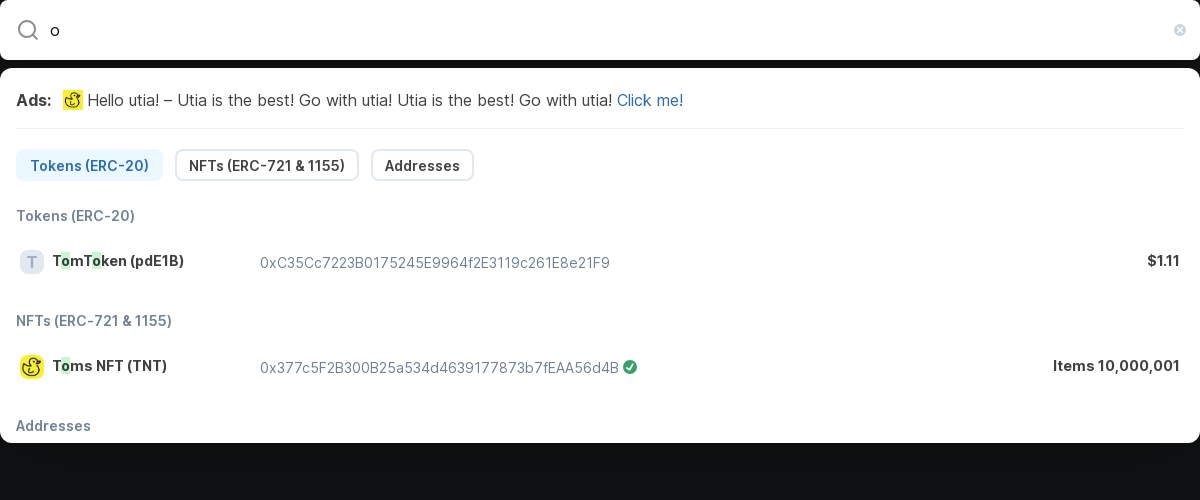 o
Ads: Hello utia! – Utia is the best! Go with utia! Utia is the best! Go with utia! Click me!
Tokens (ERC-20) NFTs (ERC-721 & 1155) Addresses
Tokens (ERC-20)
T TomToken (pdE1B) 0xC35Cc7223B0175245E9964f2E3119c261E8e21F9 $1.11
NFTs (ERC-721 & 1155)
Toms NFT (TNT) 0x377c5F2B300B25a534d4639177873b7fEAA56d4B Items 10,000,001
Addresses